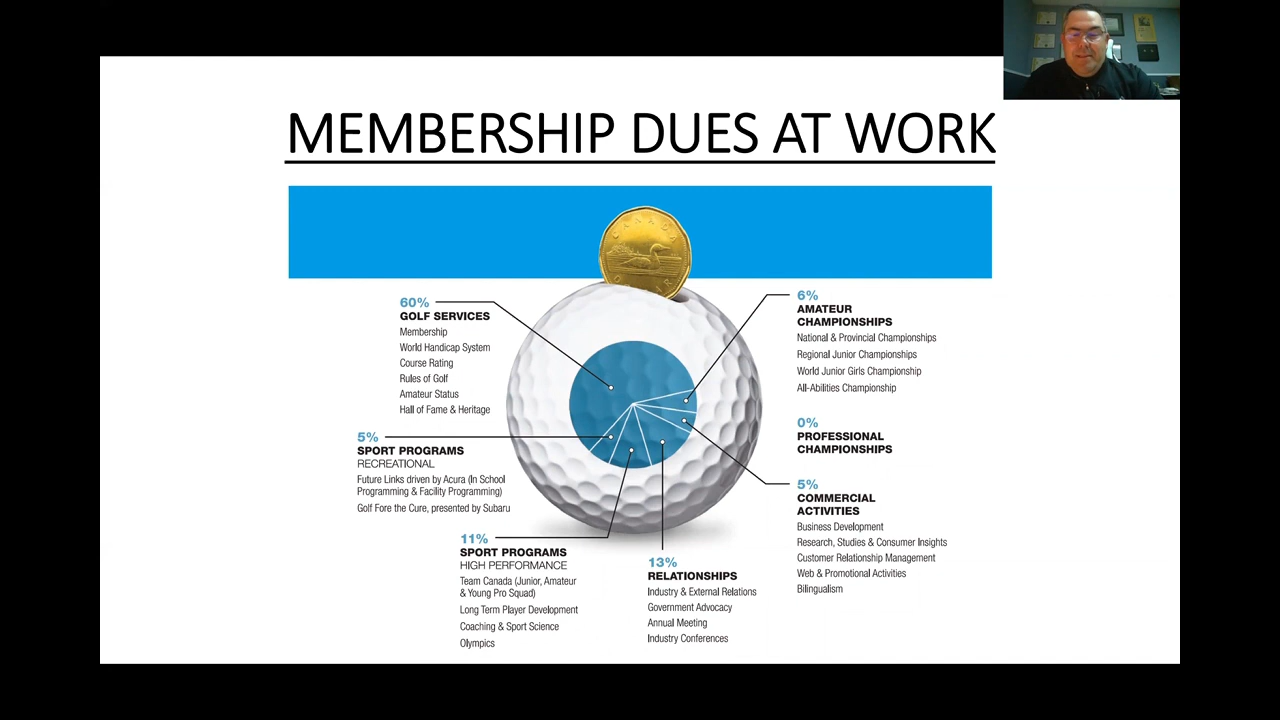 MEMBERSHIP DUES AT WORK
CANADA
60%
GOLF SERVICES
Membership
World Handicap System
Course Rating
Rules of Golf
Amateur Status
Hall of Fame & Heritage
5%
SPORT PROGRAMS
RECREATIONAL
Future Links driven by Acura (In School
Programming & Facility Programming)
Golf Fore the Cure, presented by Subaru
11%
SPORT PROGRAMS
HIGH PERFORMANCE
Team Canada (Junior, Amateur
& Young Pro Squad)
Long Term Player Development
Coaching & Sport Science
Olympics
13%
RELATIONSHIPS
Industry & External Relations
Government Advocacy
Annual Meeting
Industry Conferences
6%
AMATEUR
CHAMPIONSHIPS
National & Provincial Championships
Regional Junior Championships
World Junior Girls Championship
All-Abilities Championship
0%
PROFESSIONAL
CHAMPIONSHIPS
5%
COMMERCIAL
ACTIVITIES
Business Development
Research, Studies & Consumer Insights
Customer Relationship Management
Web & Promotional Activities
Bilingualism